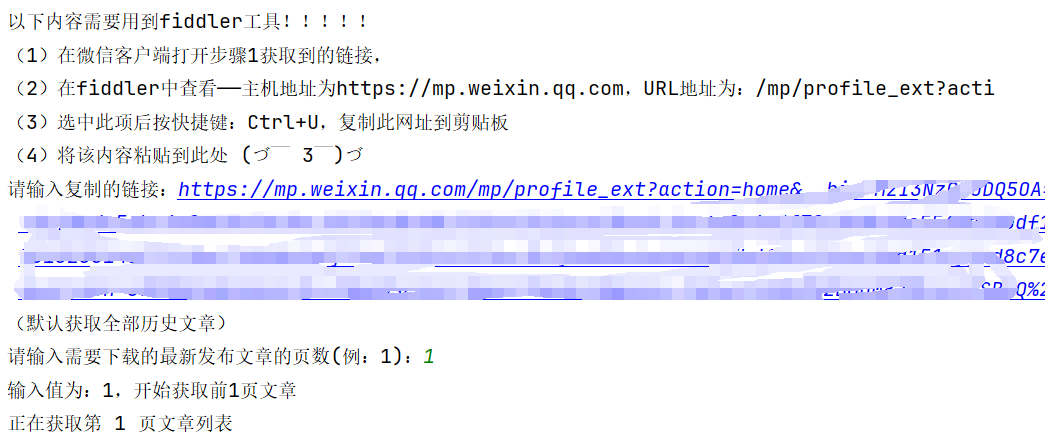 以下内容需要用到fiddler工具!!!!!
（1）在微信客户端打开步骤1获取到的链接，
（2）在fiddler中查看——主机地址为https://mp.weixin.qq.com，URL地址为：/mp/profile_ext?acti
（3）选中此项后按快捷键：Ctrl+U，复制此网址到剪贴板
（4）将该内容粘贴到此处 (づ￣ 3￣)づ
请输入复制的链接：https://mp.weixin.qq.com/mp/profile_ext?action=home&
（默认获取全部历史文章）
请输入需要下载的最新发布文章的页数(例：1)：1
输入值为：1，开始获取前1页文章
正在获取第 1 页文章列表